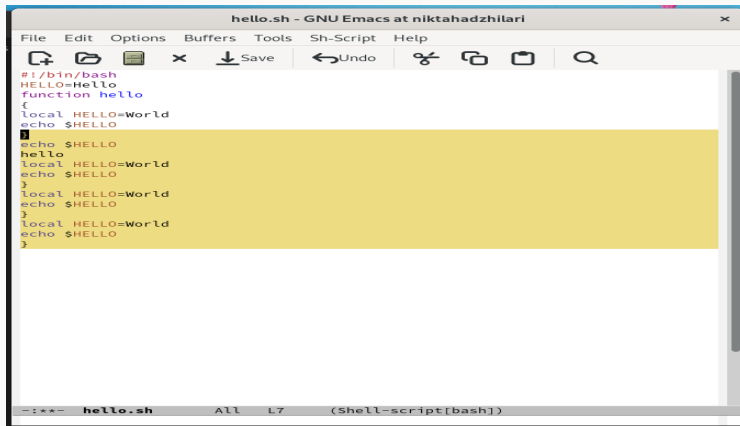 hello.sh - GNU Emacs at niktahadzhilari
File Edit Options Buffers Tools Sh-Script Help
Save Undo
#!/bin/bash
HELLO=Hello
function hello
{
local HELLO=World
echo $HELLO
}
echo $HELLO
hello
local HELLO=World
echo $HELLO
}
local HELLO=World
echo $HELLO
}
local HELLO=World
echo $HELLO
}
-:**- hello.sh All L7 (Shell-script[bash])